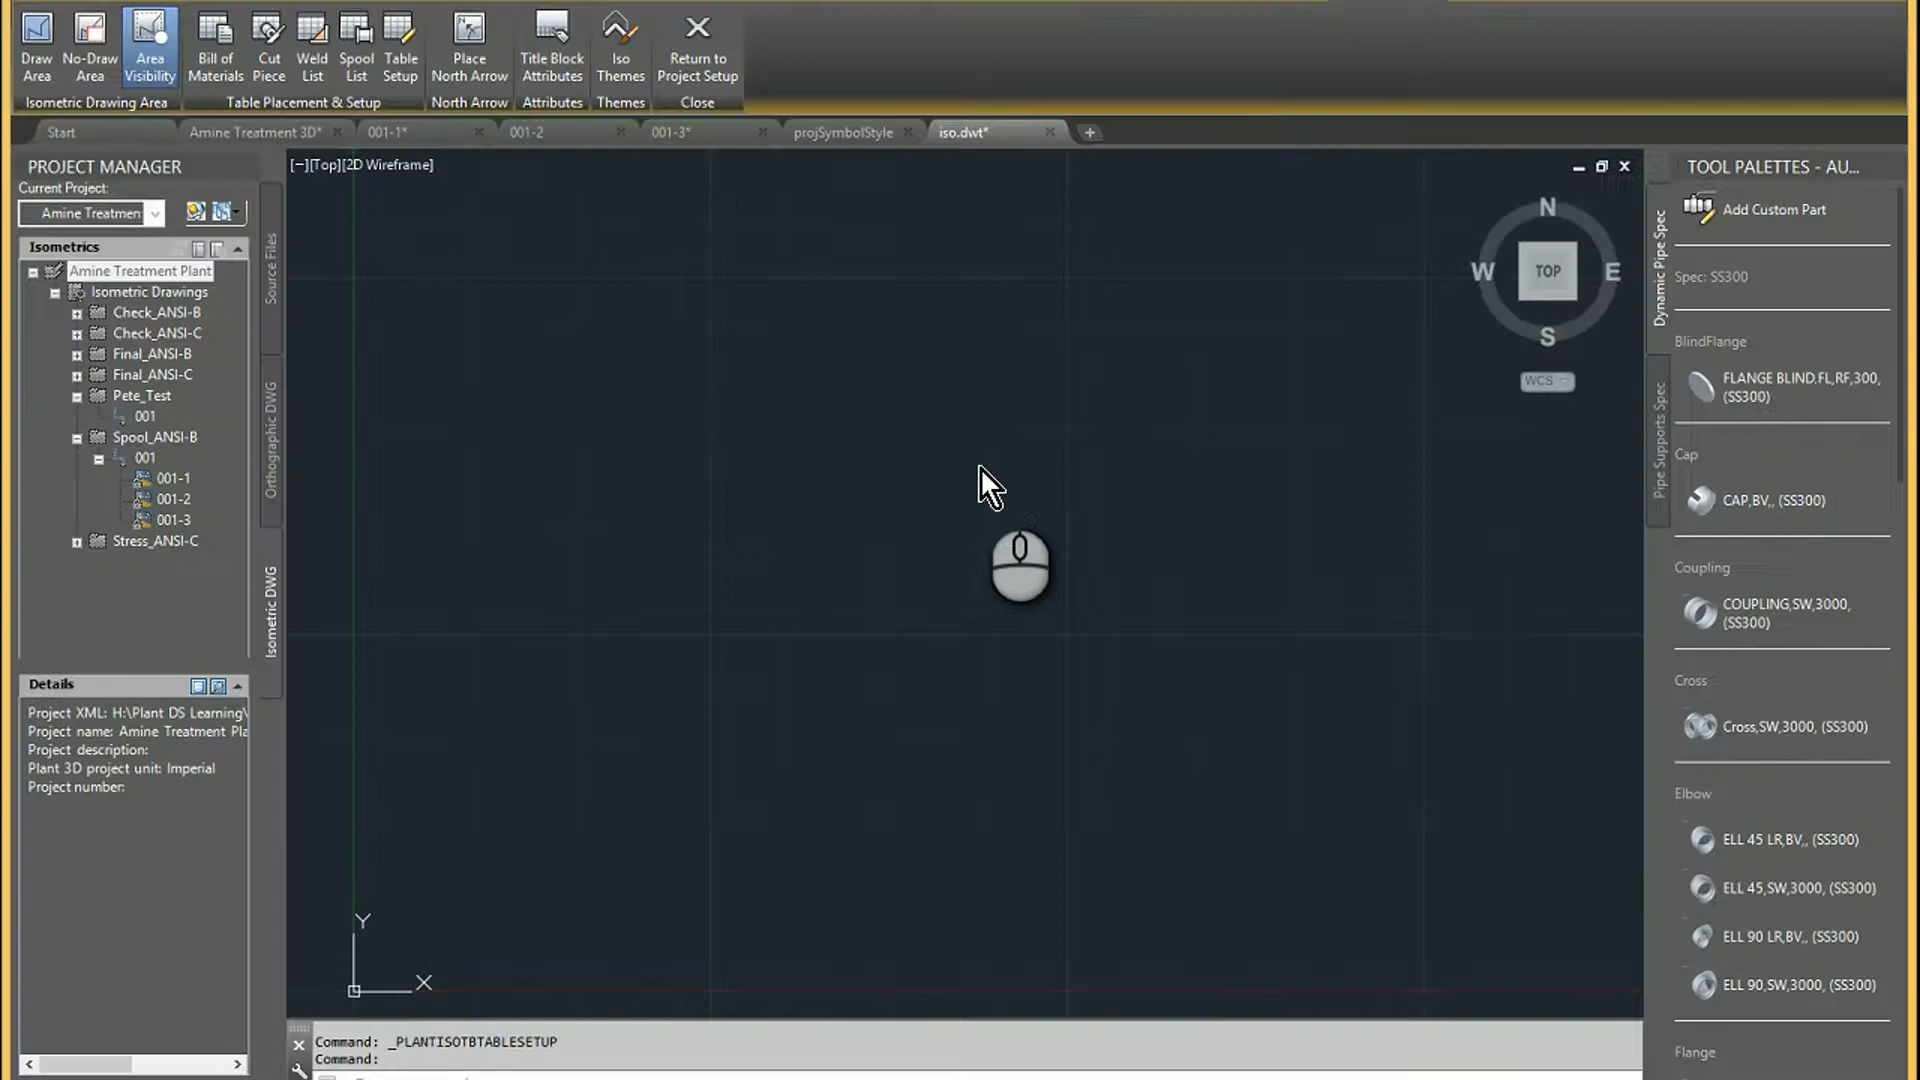 Draw Area
No-Draw Area
Area Visibility
Bill of Materials
Cut Piece
Weld List
Spool List
Table Setup
Place North Arrow
Title Block Attributes
Iso Themes
Return to Project Setup
Isometric Drawing Area
Table Placement & Setup
North Arrow
Attributes
Themes
Close
Start
Amine Treatment 3D*
001-1*
001-2
001-3*
projSymbolStyle
iso.dwt*
PROJECT MANAGER
Current Project:
Amine Treatmen
Isometrics
Amine Treatment Plant
Isometric Drawings
Check_ANSI-B
Check_ANSI-C
Final_ANSI-B
Final_ANSI-C
Pete_Test
001
Spool_ANSI-B
001
001-1
001-2
001-3
Stress_ANSI-C
Source Files
Orthographic DWG
Isometric DWG
Details
Project XML: H:\Plant DS Learning\
Project name: Amine Treatment Pla
Project description:
Plant 3D project unit: Imperial
Project number:
[−][Top][2D Wireframe]
N
W
TOP
E
S
WCS
Y
X
Command: _PLANTISOTBTABLESETUP
Command:
TOOL PALETTES - AU...
Dynamic Pipe Spec
Pipe Supports Spec
Add Custom Part
Spec: SS300
BlindFlange
FLANGE BLIND,FL,RF,300,
(SS300)
Cap
CAP,BV,, (SS300)
Coupling
COUPLING,SW,3000,
(SS300)
Cross
Cross,SW,3000, (SS300)
Elbow
ELL 45 LR,BV,, (SS300)
ELL 45,SW,3000, (SS300)
ELL 90 LR,BV,, (SS300)
ELL 90,SW,3000, (SS300)
Flange